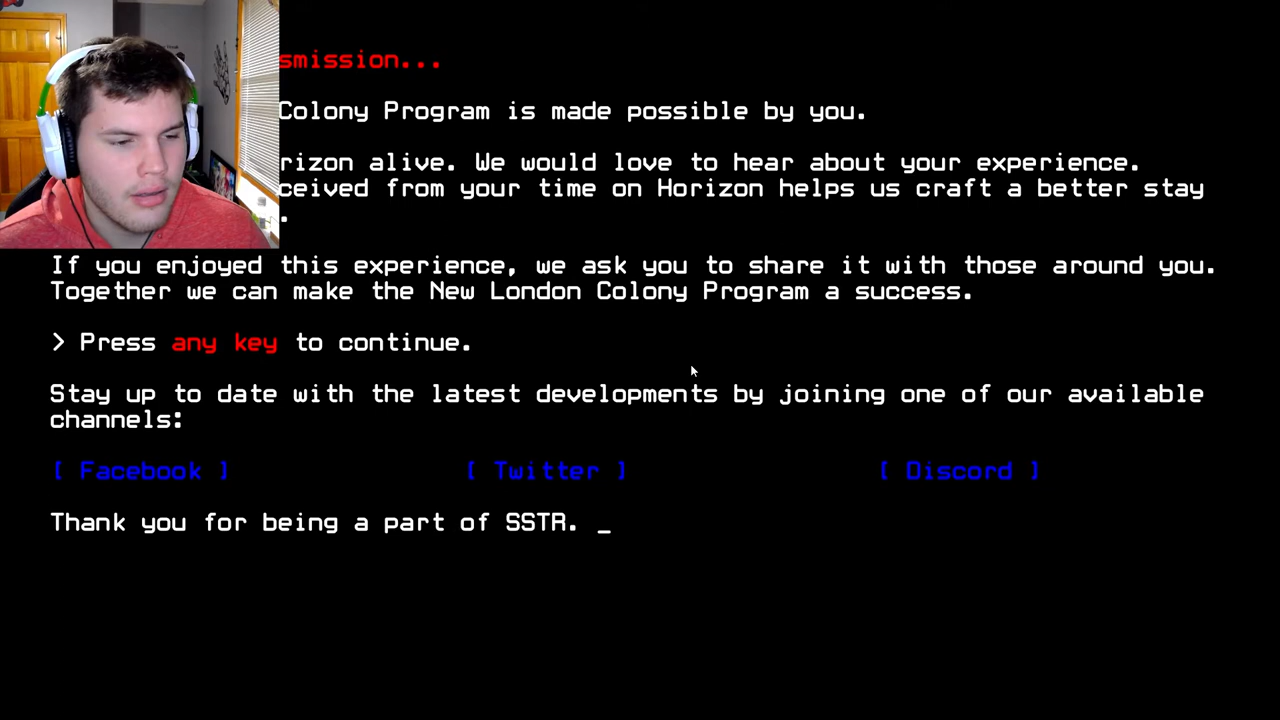 smission...
Colony Program is made possible by you.
rizon alive. We would love to hear about your experience.
ceived from your time on Horizon helps us craft a better stay
.
If you enjoyed this experience, we ask you to share it with those around you.
Together we can make the New London Colony Program a success.
> Press any key to continue.
Stay up to date with the latest developments by joining one of our available
channels:
[ Facebook ] [ Twitter ] [ Discord ]
Thank you for being a part of SSTR. _